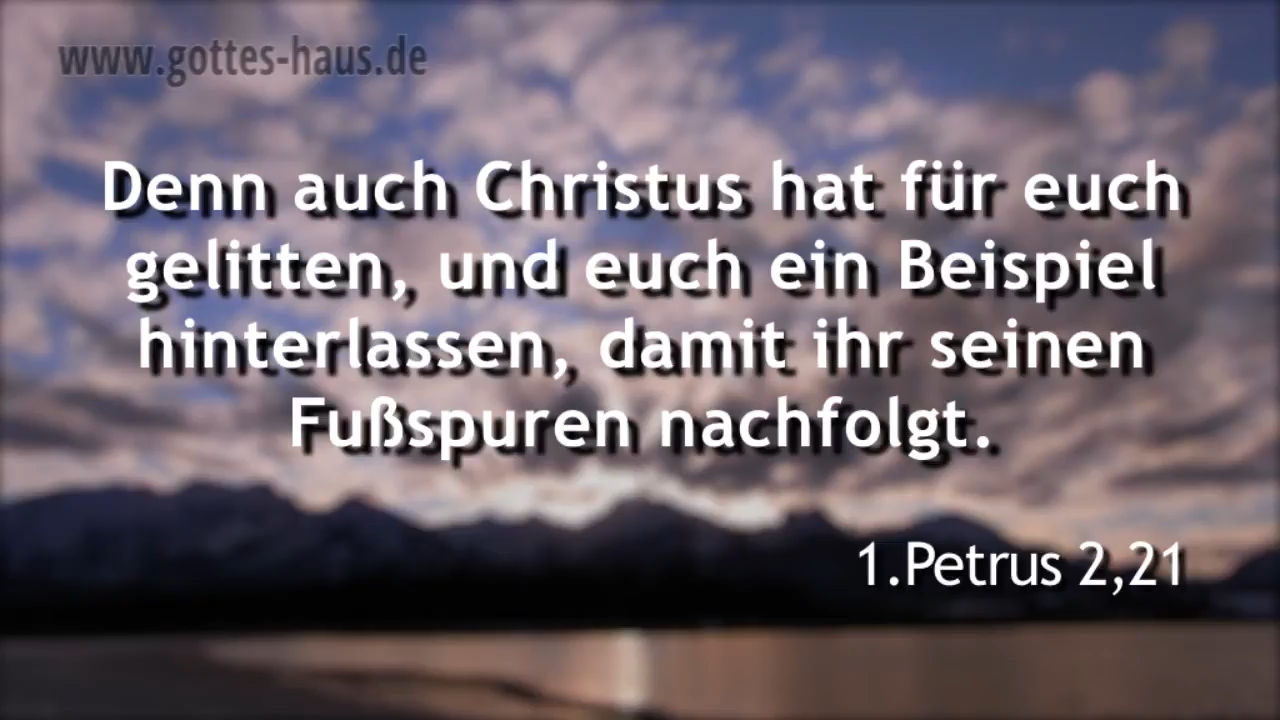 www.gottes-haus.de
Denn auch Christus hat für euch
gelitten, und euch ein Beispiel
hinterlassen, damit ihr seinen
Fußspuren nachfolgt.
1.Petrus 2,21